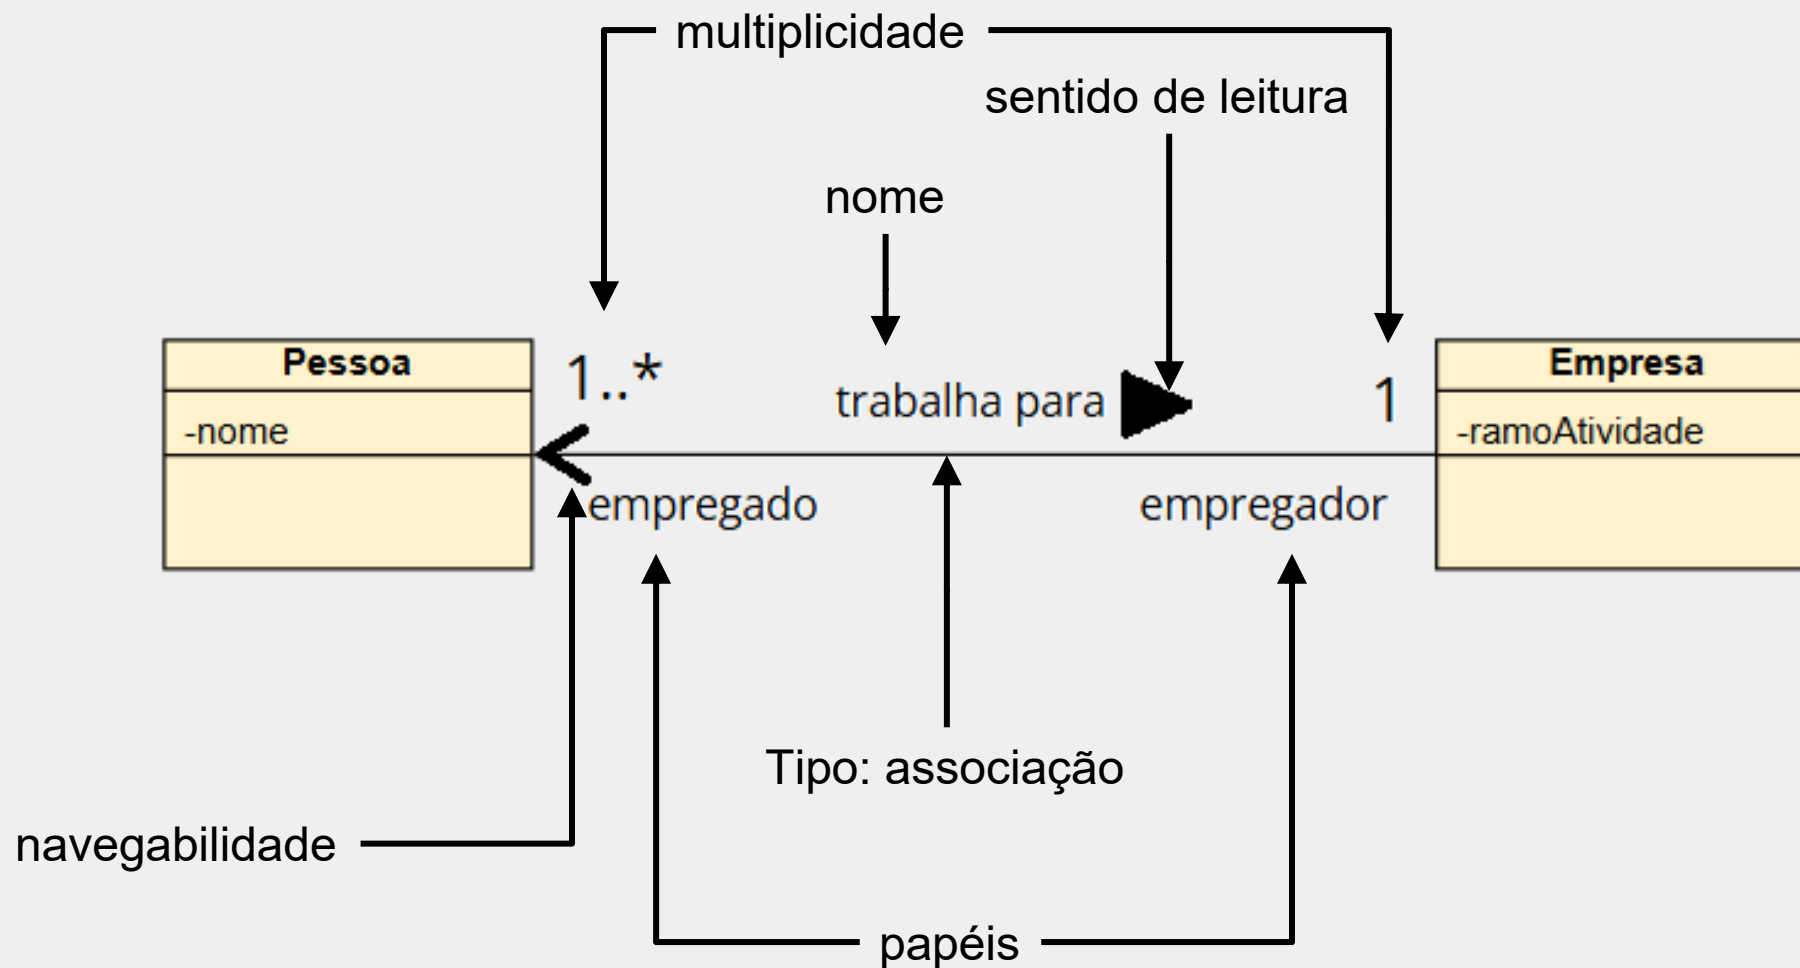 multiplicidade
sentido de leitura
nome
Pessoa
1..*
trabalha para
1
Empresa
-nome
-ramoAtividade
empregado
empregador
Tipo: associação
navegabilidade
papéis